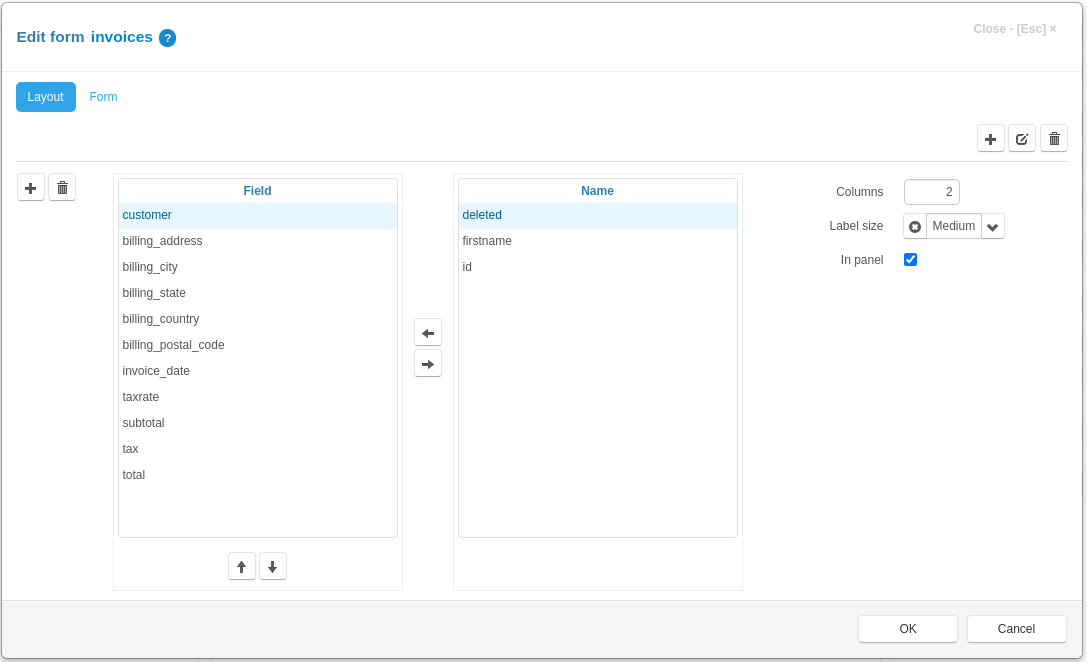 Edit form invoices ?
Close - [Esc] ×
Layout Form
Field
customer
billing_address
billing_city
billing_state
billing_country
billing_postal_code
invoice_date
taxrate
subtotal
tax
total
Name
deleted
firstname
id
Columns 2
Label size Medium
In panel
OK Cancel